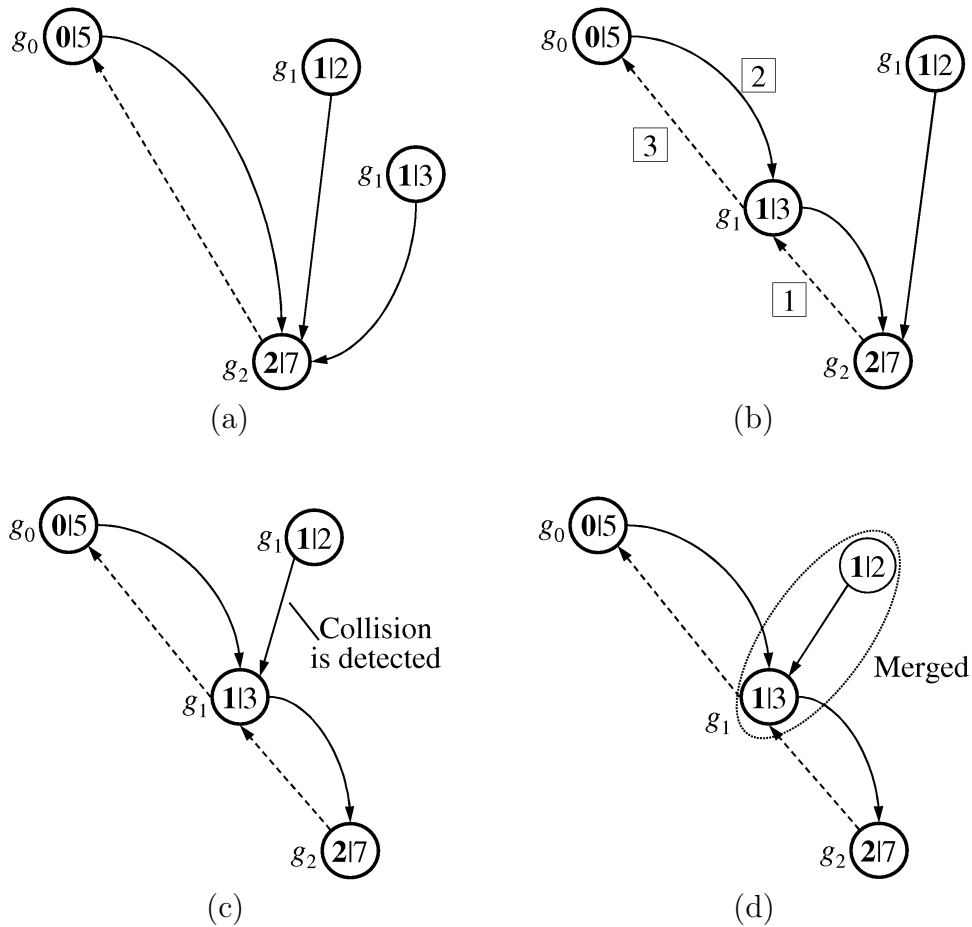 g₀ 0|5
g₁ 1|2
g₁ 1|3
g₂ 2|7
(a)
g₀ 0|5
2
g₁ 1|2
3
g₁ 1|3
1
g₂ 2|7
(b)
g₀ 0|5
g₁ 1|2
Collision
is detected
g₁ 1|3
g₂ 2|7
(c)
g₀ 0|5
1|2
Merged
1|3
g₁
g₂ 2|7
(d)